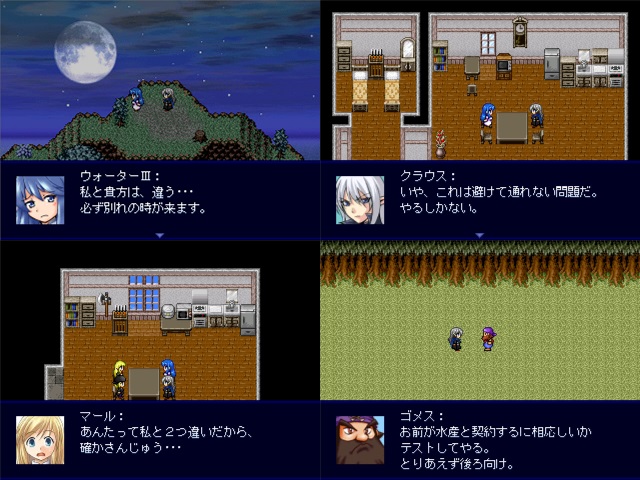 ウォーターⅢ：
私と貴方は、違う・・・
必ず別れの時が来ます。
クラウス：
いや、これは避けて通れない問題だ。
やるしかない。
マール：
あんたって私と２つ違いだから、
確かさんじゅう・・・
ゴメス：
お前が水産と契約するに相応しいか
テストしてやる。
とりあえず後ろ向け。